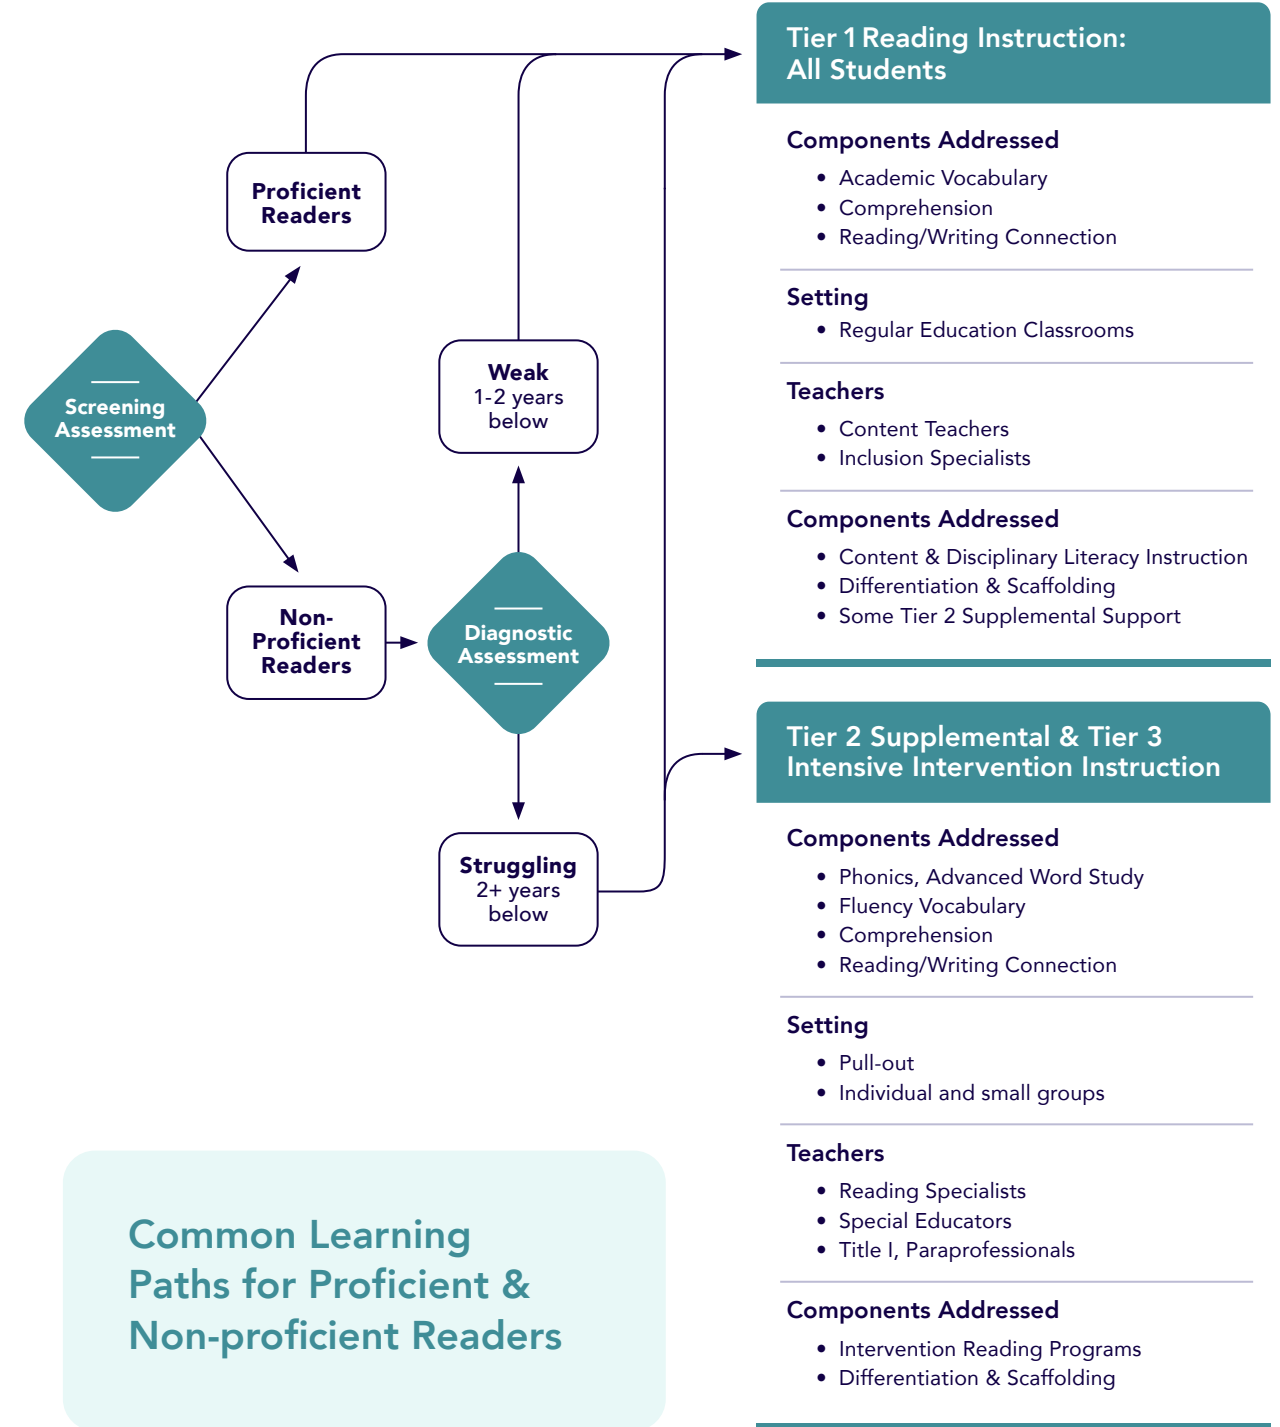 Proficient
Readers
Screening
Assessment
Non-
Proficient
Readers
Weak
1-2 years
below
Diagnostic
Assessment
Struggling
2+ years
below
Common Learning
Paths for Proficient &
Non-proficient Readers
Tier 1 Reading Instruction:
All Students
Components Addressed
• Academic Vocabulary
• Comprehension
• Reading/Writing Connection
Setting
• Regular Education Classrooms
Teachers
• Content Teachers
• Inclusion Specialists
Components Addressed
• Content & Disciplinary Literacy Instruction
• Differentiation & Scaffolding
• Some Tier 2 Supplemental Support
Tier 2 Supplemental & Tier 3
Intensive Intervention Instruction
Components Addressed
• Phonics, Advanced Word Study
• Fluency Vocabulary
• Comprehension
• Reading/Writing Connection
Setting
• Pull-out
• Individual and small groups
Teachers
• Reading Specialists
• Special Educators
• Title I, Paraprofessionals
Components Addressed
• Intervention Reading Programs
• Differentiation & Scaffolding